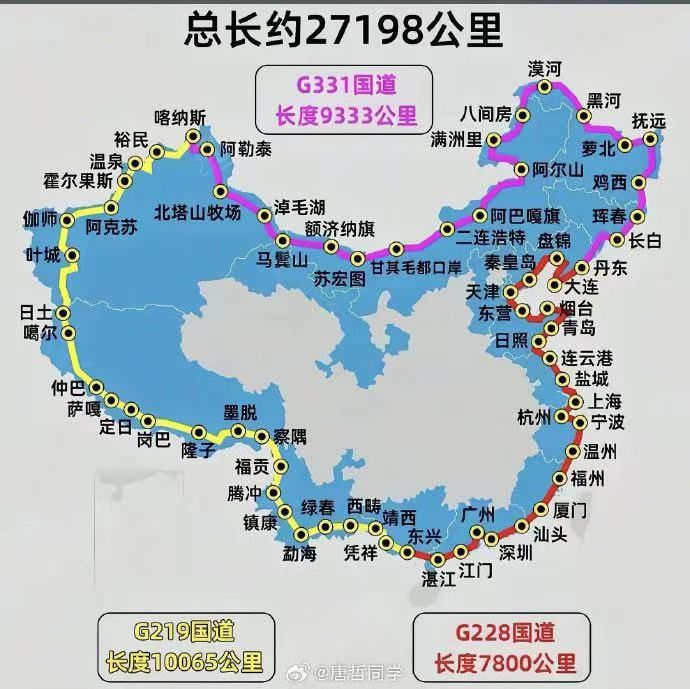 总长约27198公里
G331国道
长度9333公里
漠河
八间房
黑河
抚远
满洲里
萝北
喀纳斯
裕民
阿勒泰
温泉
霍尔果斯
阿尔山
鸡西
伽师
阿克苏
北塔山牧场
淖毛湖
额济纳旗
阿巴嘎旗
珲春
二连浩特
盘锦
长白
叶城
马鬃山
苏宏图
甘其毛都口岸
秦皇岛
丹东
天津
大连
日土
东营
烟台
噶尔
青岛
日照
连云港
仲巴
盐城
萨嘎
墨脱
上海
定日
杭州
宁波
岗巴
察隅
隆子
温州
福贡
福州
腾冲
绿春
西畴
厦门
镇康
靖西
广州
汕头
勐海
凭祥
东兴
深圳
湛江
江门
G219国道
长度10065公里
G228国道
长度7800公里
@唐哲同学